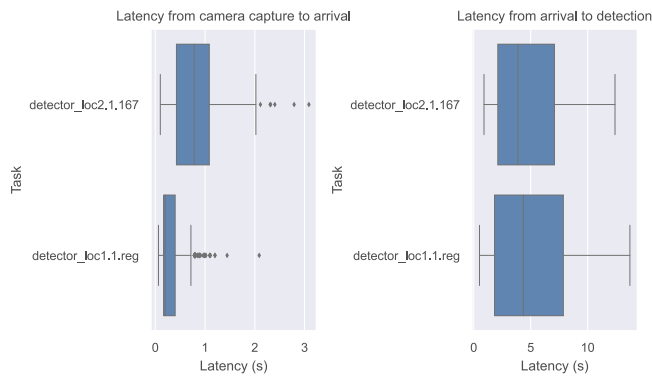 Latency from camera capture to arrival
detector_loc2.1.167
Task
detector_loc1.1.reg
0 1 2 3
Latency (s)
Latency from arrival to detection
detector_loc2.1.167
Task
detector_loc1.1.reg
0 5 10
Latency (s)